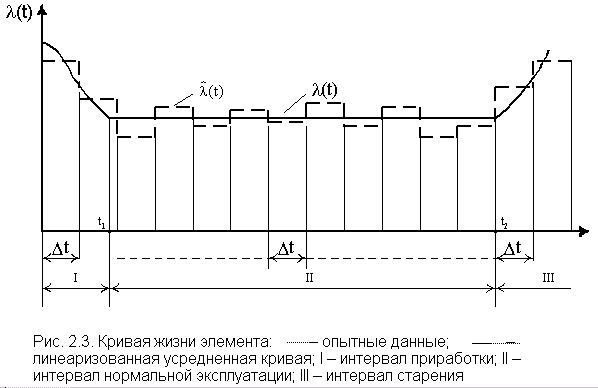 λ(t)
λ̃(t)
λ(t)
t₁
t₂
Δt
Δt
Δt
I
II
III
Рис. 2.3. Кривая жизни элемента: – опытные данные;
линеаризованная усредненная кривая; I – интервал приработки; II –
интервал нормальной эксплуатации; III – интервал старения